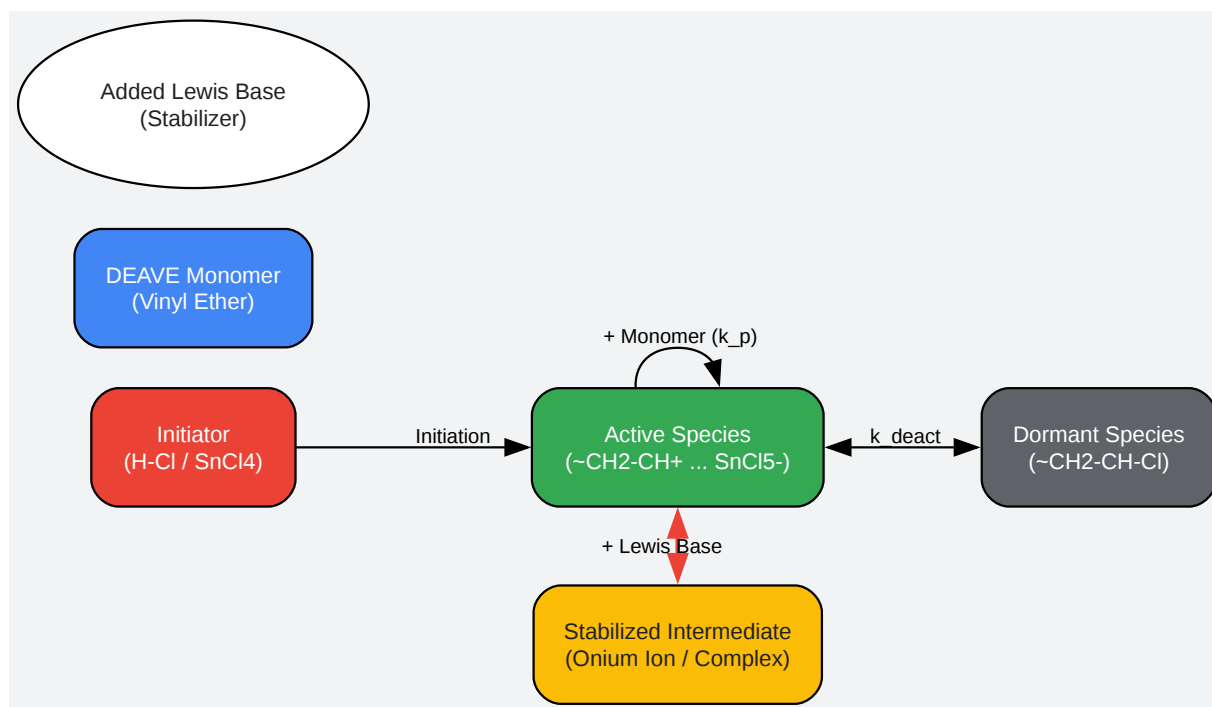 Added Lewis Base
(Stabilizer)
DEAVE Monomer
(Vinyl Ether)
+ Monomer (k_p)
Initiator
(H-Cl / SnCl4)
Initiation
Active Species
(~CH2-CH+ ... SnCl5-)
k_deact
Dormant Species
(~CH2-CH-Cl)
+ Lewis Base
Stabilized Intermediate
(Onium Ion / Complex)